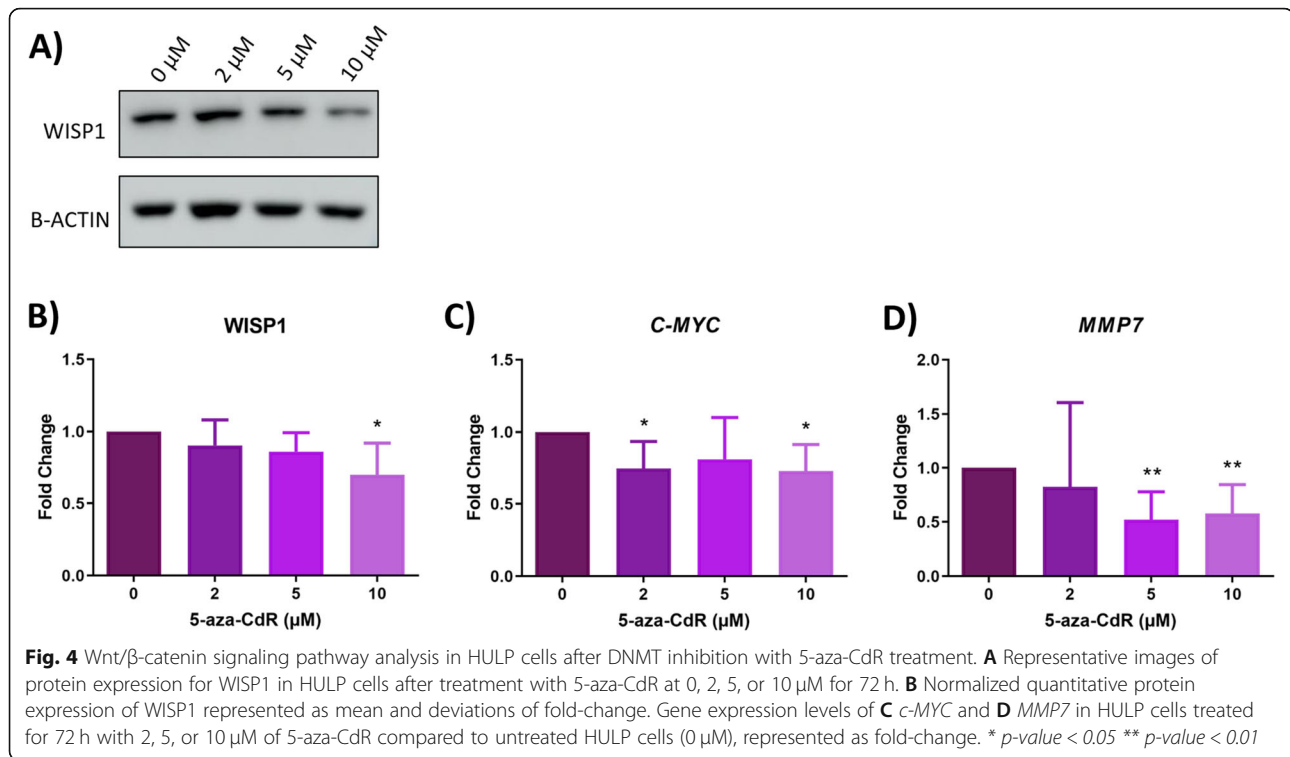 A)
0 µM 2 µM 5 µM 10 µM
WISP1
B-ACTIN
B)
WISP1
Fold Change
1.5
1.0
0.5
0.0
*
0 2 5 10
5-aza-CdR (µM)
C)
C-MYC
Fold Change
1.5
1.0
0.5
0.0
* *
0 2 5 10
5-aza-CdR (µM)
D)
MMP7
Fold Change
2.0
1.5
1.0
0.5
0.0
** **
0 2 5 10
5-aza-CdR (µM)
Fig. 4 Wnt/β-catenin signaling pathway analysis in HULP cells after DNMT inhibition with 5-aza-CdR treatment. A Representative images of
protein expression for WISP1 in HULP cells after treatment with 5-aza-CdR at 0, 2, 5, or 10 µM for 72 h. B Normalized quantitative protein
expression of WISP1 represented as mean and deviations of fold-change. Gene expression levels of C c-MYC and D MMP7 in HULP cells treated
for 72 h with 2, 5, or 10 µM of 5-aza-CdR compared to untreated HULP cells (0 µM), represented as fold-change. * p-value < 0.05 ** p-value < 0.01